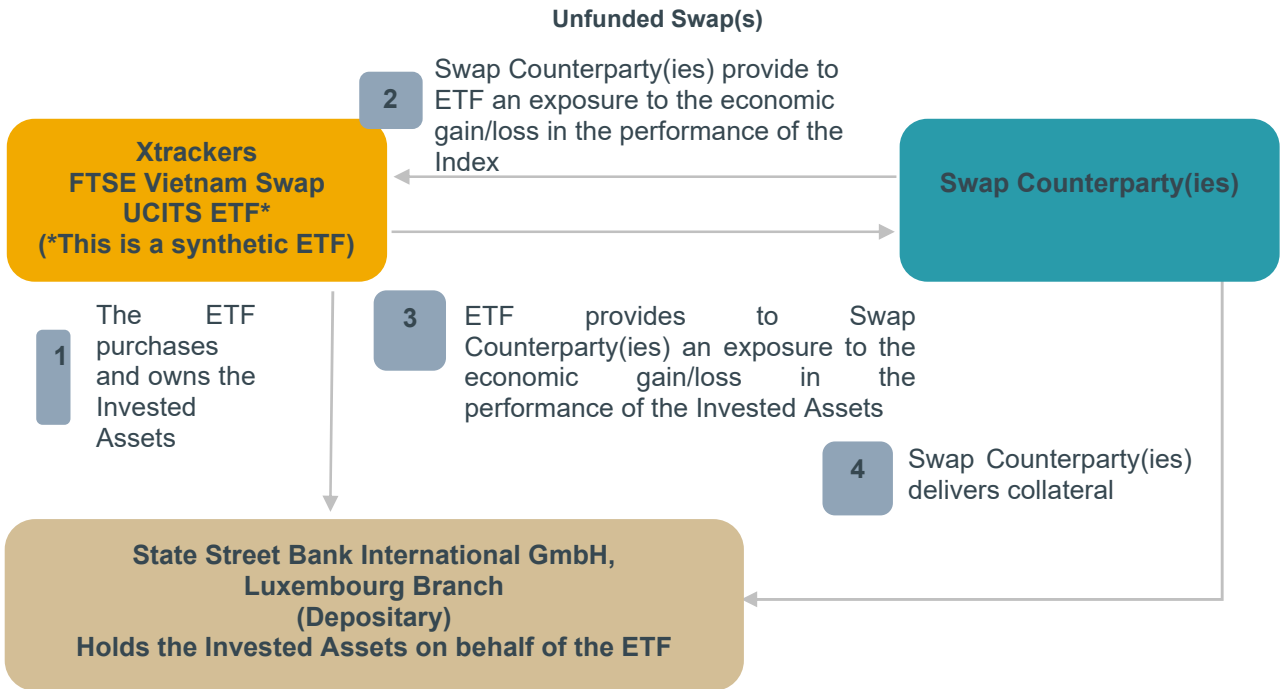 Unfunded Swap(s)
2
Swap Counterparty(ies) provide to
ETF an exposure to the economic
gain/loss in the performance of the
Index
Xtrackers
FTSE Vietnam Swap
UCITS ETF*
(*This is a synthetic ETF)
Swap Counterparty(ies)
1
The ETF
purchases
and owns the
Invested
Assets
3
ETF provides to Swap
Counterparty(ies) an exposure to the
economic gain/loss in the
performance of the Invested Assets
4
Swap Counterparty(ies)
delivers collateral
State Street Bank International GmbH,
Luxembourg Branch
(Depositary)
Holds the Invested Assets on behalf of the ETF